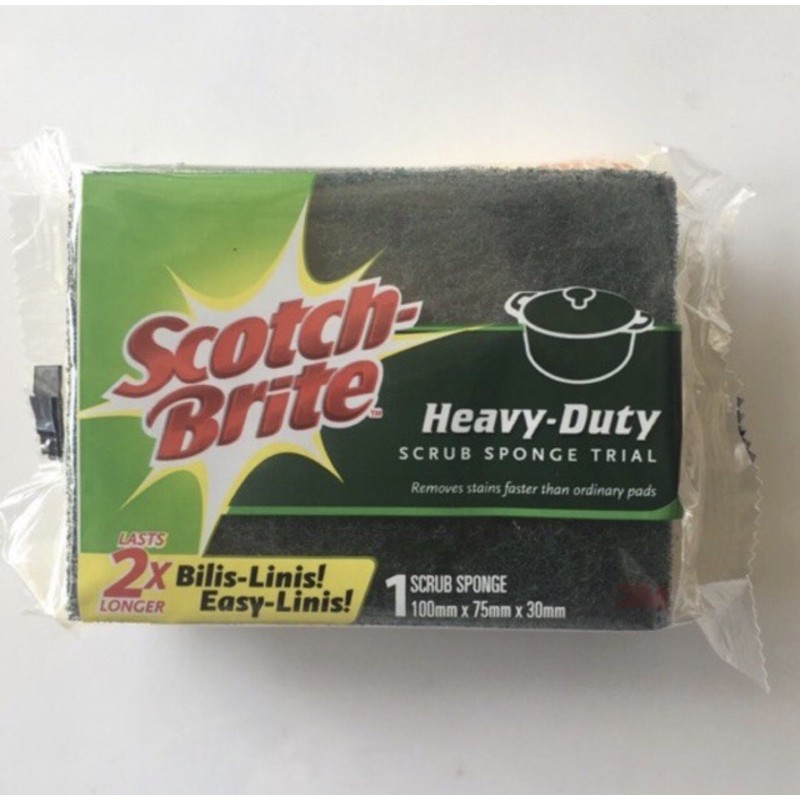 Scotch-
Brite™
Heavy-Duty
SCRUB SPONGE TRIAL
Removes stains faster than ordinary pads
LASTS
2X
LONGER
Bilis-Linis!
Easy-Linis!
1 SCRUB SPONGE
100mm x 75mm x 30mm